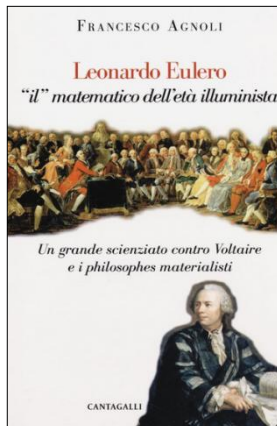 FRANCESCO AGNOLI
Leonardo Eulero
"il" matematico dell'età illuminista
Un grande scienziato contro Voltaire
e i philosophes materialisti
CANTAGALLI